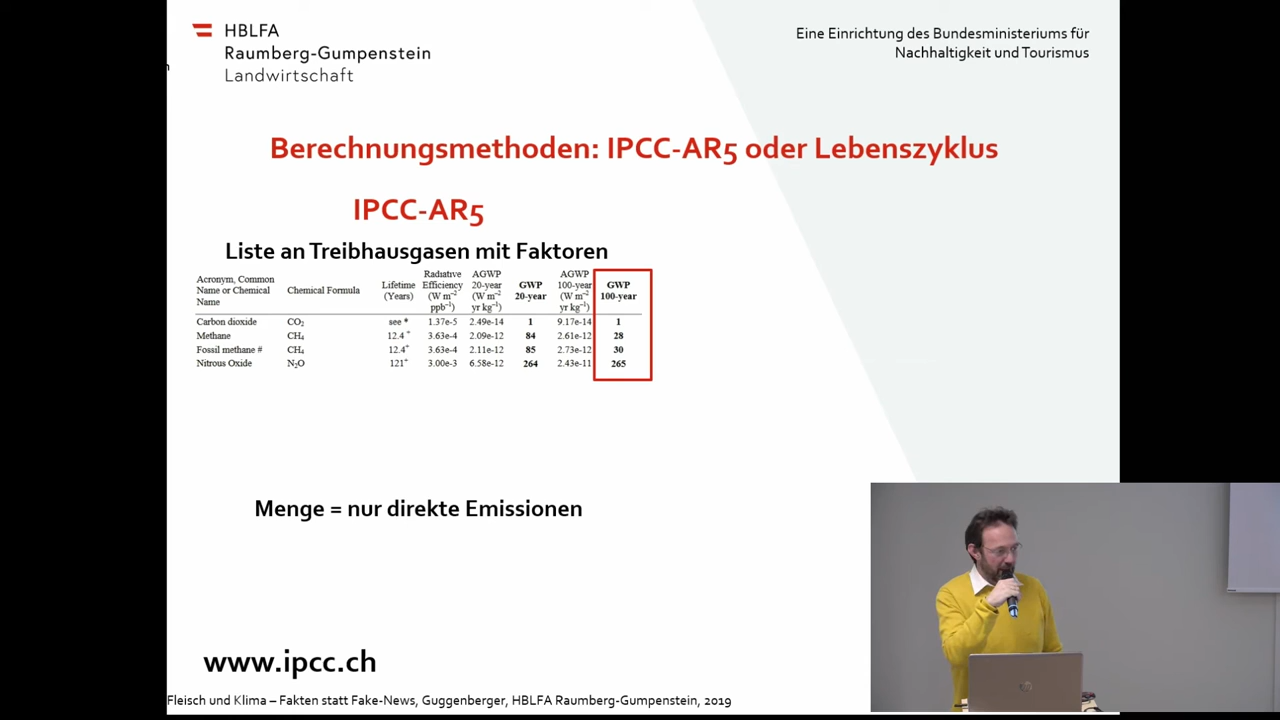 HBLFA
Raumberg-Gumpenstein
Landwirtschaft
Eine Einrichtung des Bundesministeriums für
Nachhaltigkeit und Tourismus
n
Berechnungsmethoden: IPCC-AR5 oder Lebenszyklus
IPCC-AR5
Liste an Treibhausgasen mit Faktoren
Acronym, Common Name or Chemical Name Chemical Formula Lifetime (Years) Radiative Efficiency (W m⁻² ppb⁻¹) AGWP 20-year (W m⁻² yr kg⁻¹) GWP 20-year AGWP 100-year (W m⁻² yr kg⁻¹) GWP 100-year
Carbon dioxide CO₂ see * 1.37e-5 2.49e-14 1 9.17e-14 1
Methane CH₄ 12.4⁺ 3.63e-4 2.09e-12 84 2.61e-12 28
Fossil methane # CH₄ 12.4⁺ 3.63e-4 2.11e-12 85 2.73e-12 30
Nitrous Oxide N₂O 121⁺ 3.00e-3 6.58e-12 264 2.43e-11 265
Menge = nur direkte Emissionen
www.ipcc.ch
Fleisch und Klima – Fakten statt Fake-News, Guggenberger, HBLFA Raumberg-Gumpenstein, 2019